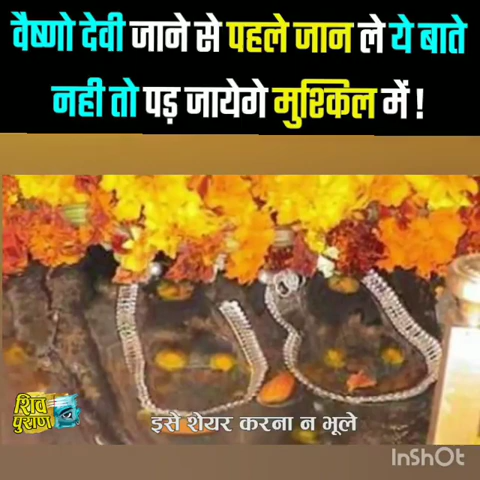 वैष्णो देवी जाने से पहले जान ले ये बाते
नही तो पड़ जायेगे मुश्किल में !
शिव
पुराण
इसे शेयर करना न भूले
InShOt